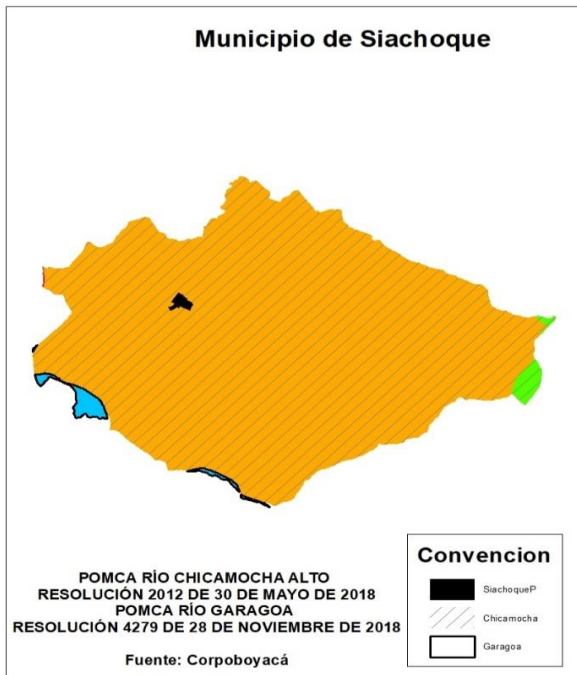 Municipio de Siachoque
POMCA RÍO CHICAMOCHA ALTO
RESOLUCIÓN 2012 DE 30 DE MAYO DE 2018
POMCA RÍO GARAGOA
RESOLUCIÓN 4279 DE 28 DE NOVIEMBRE DE 2018
Fuente: Corpoboyacá
Convencion
SiachoqueP
Chicamocha
Garagoa